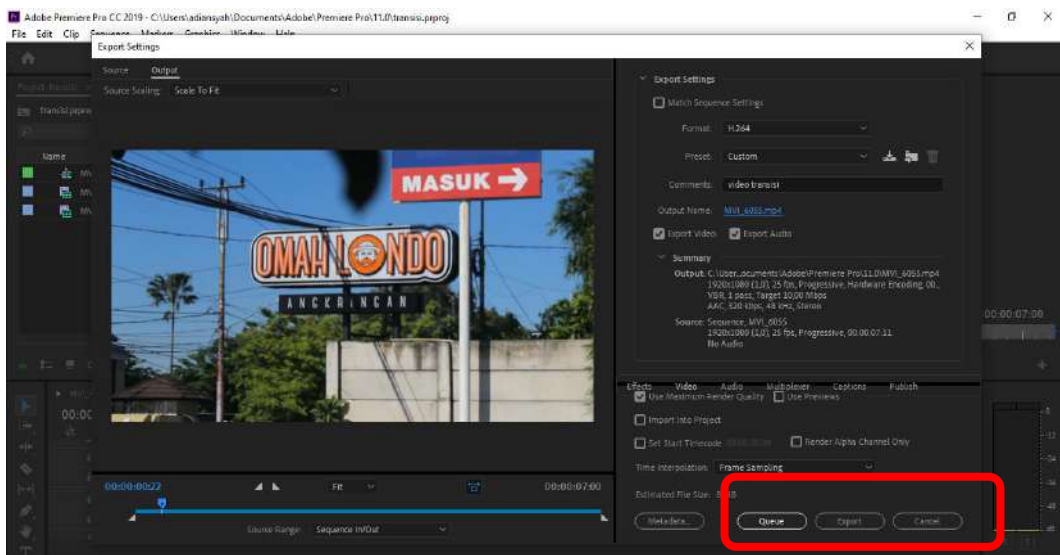 Adobe Premiere Pro CC 2019 - C:\Users\adiansyah\Documents\Adobe\Premiere Pro\11.0\transisi.prproj
File Edit Clip Sequence Markers Graphics Window Help
Export Settings
Source Output
Source Scaling: Scale To Fit
Name
MASUK
OMAH LONDO
ANGKRINGAN
00:00:00:22
Fit
00:00:07:00
Source Range: Sequence In/Out
Export Settings
Match Sequence Settings
Format: H.264
Preset: Custom
Comments: video transisi
Output Name: MVI_6055.mp4
Export Video Export Audio
Summary
Output: C:\User...ocuments\Adobe\Premiere Pro\11.0\MVI_6055.mp4
1920x1080 (1,0), 25 fps, Progressive, Hardware Encoding, 00...
VBR, 1 pass, Target 10,00 Mbps
AAC, 320 kbps, 48 kHz, Stereo
Source: Sequence, MVI_6055
1920x1080 (1,0), 25 fps, Progressive, 00:00:07:11
No Audio
Effects Video Audio Multiplexer Captions Publish
Use Maximum Render Quality Use Previews
Import Into Project
Set Start Timecode Render Alpha Channel Only
Time Interpolation: Frame Sampling
Estimated File Size:
Metadata... Queue Export Cancel
00:00:07:00